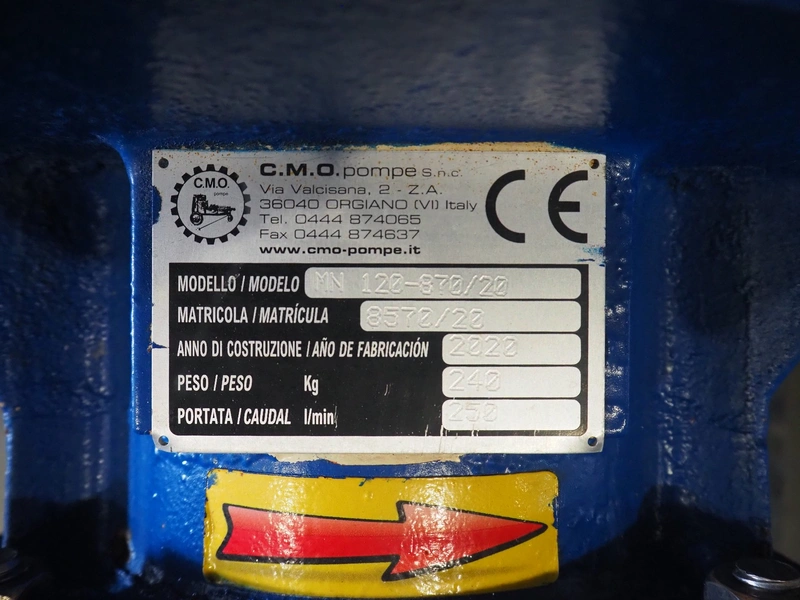 C.M.O.
pompe
C.M.O. pompe s.n.c.
Via Valcisana, 2 - Z.A.
36040 ORGIANO (VI) Italy
Tel. 0444 874065
Fax 0444 874637
www.cmo-pompe.it
CE
MODELLO / MODELO MN 120-870/20
MATRICOLA / MATRÍCULA 8570/20
ANNO DI COSTRUZIONE / AÑO DE FABRICACIÓN 2020
PESO / PESO Kg 240
PORTATA / CAUDAL l/min 250